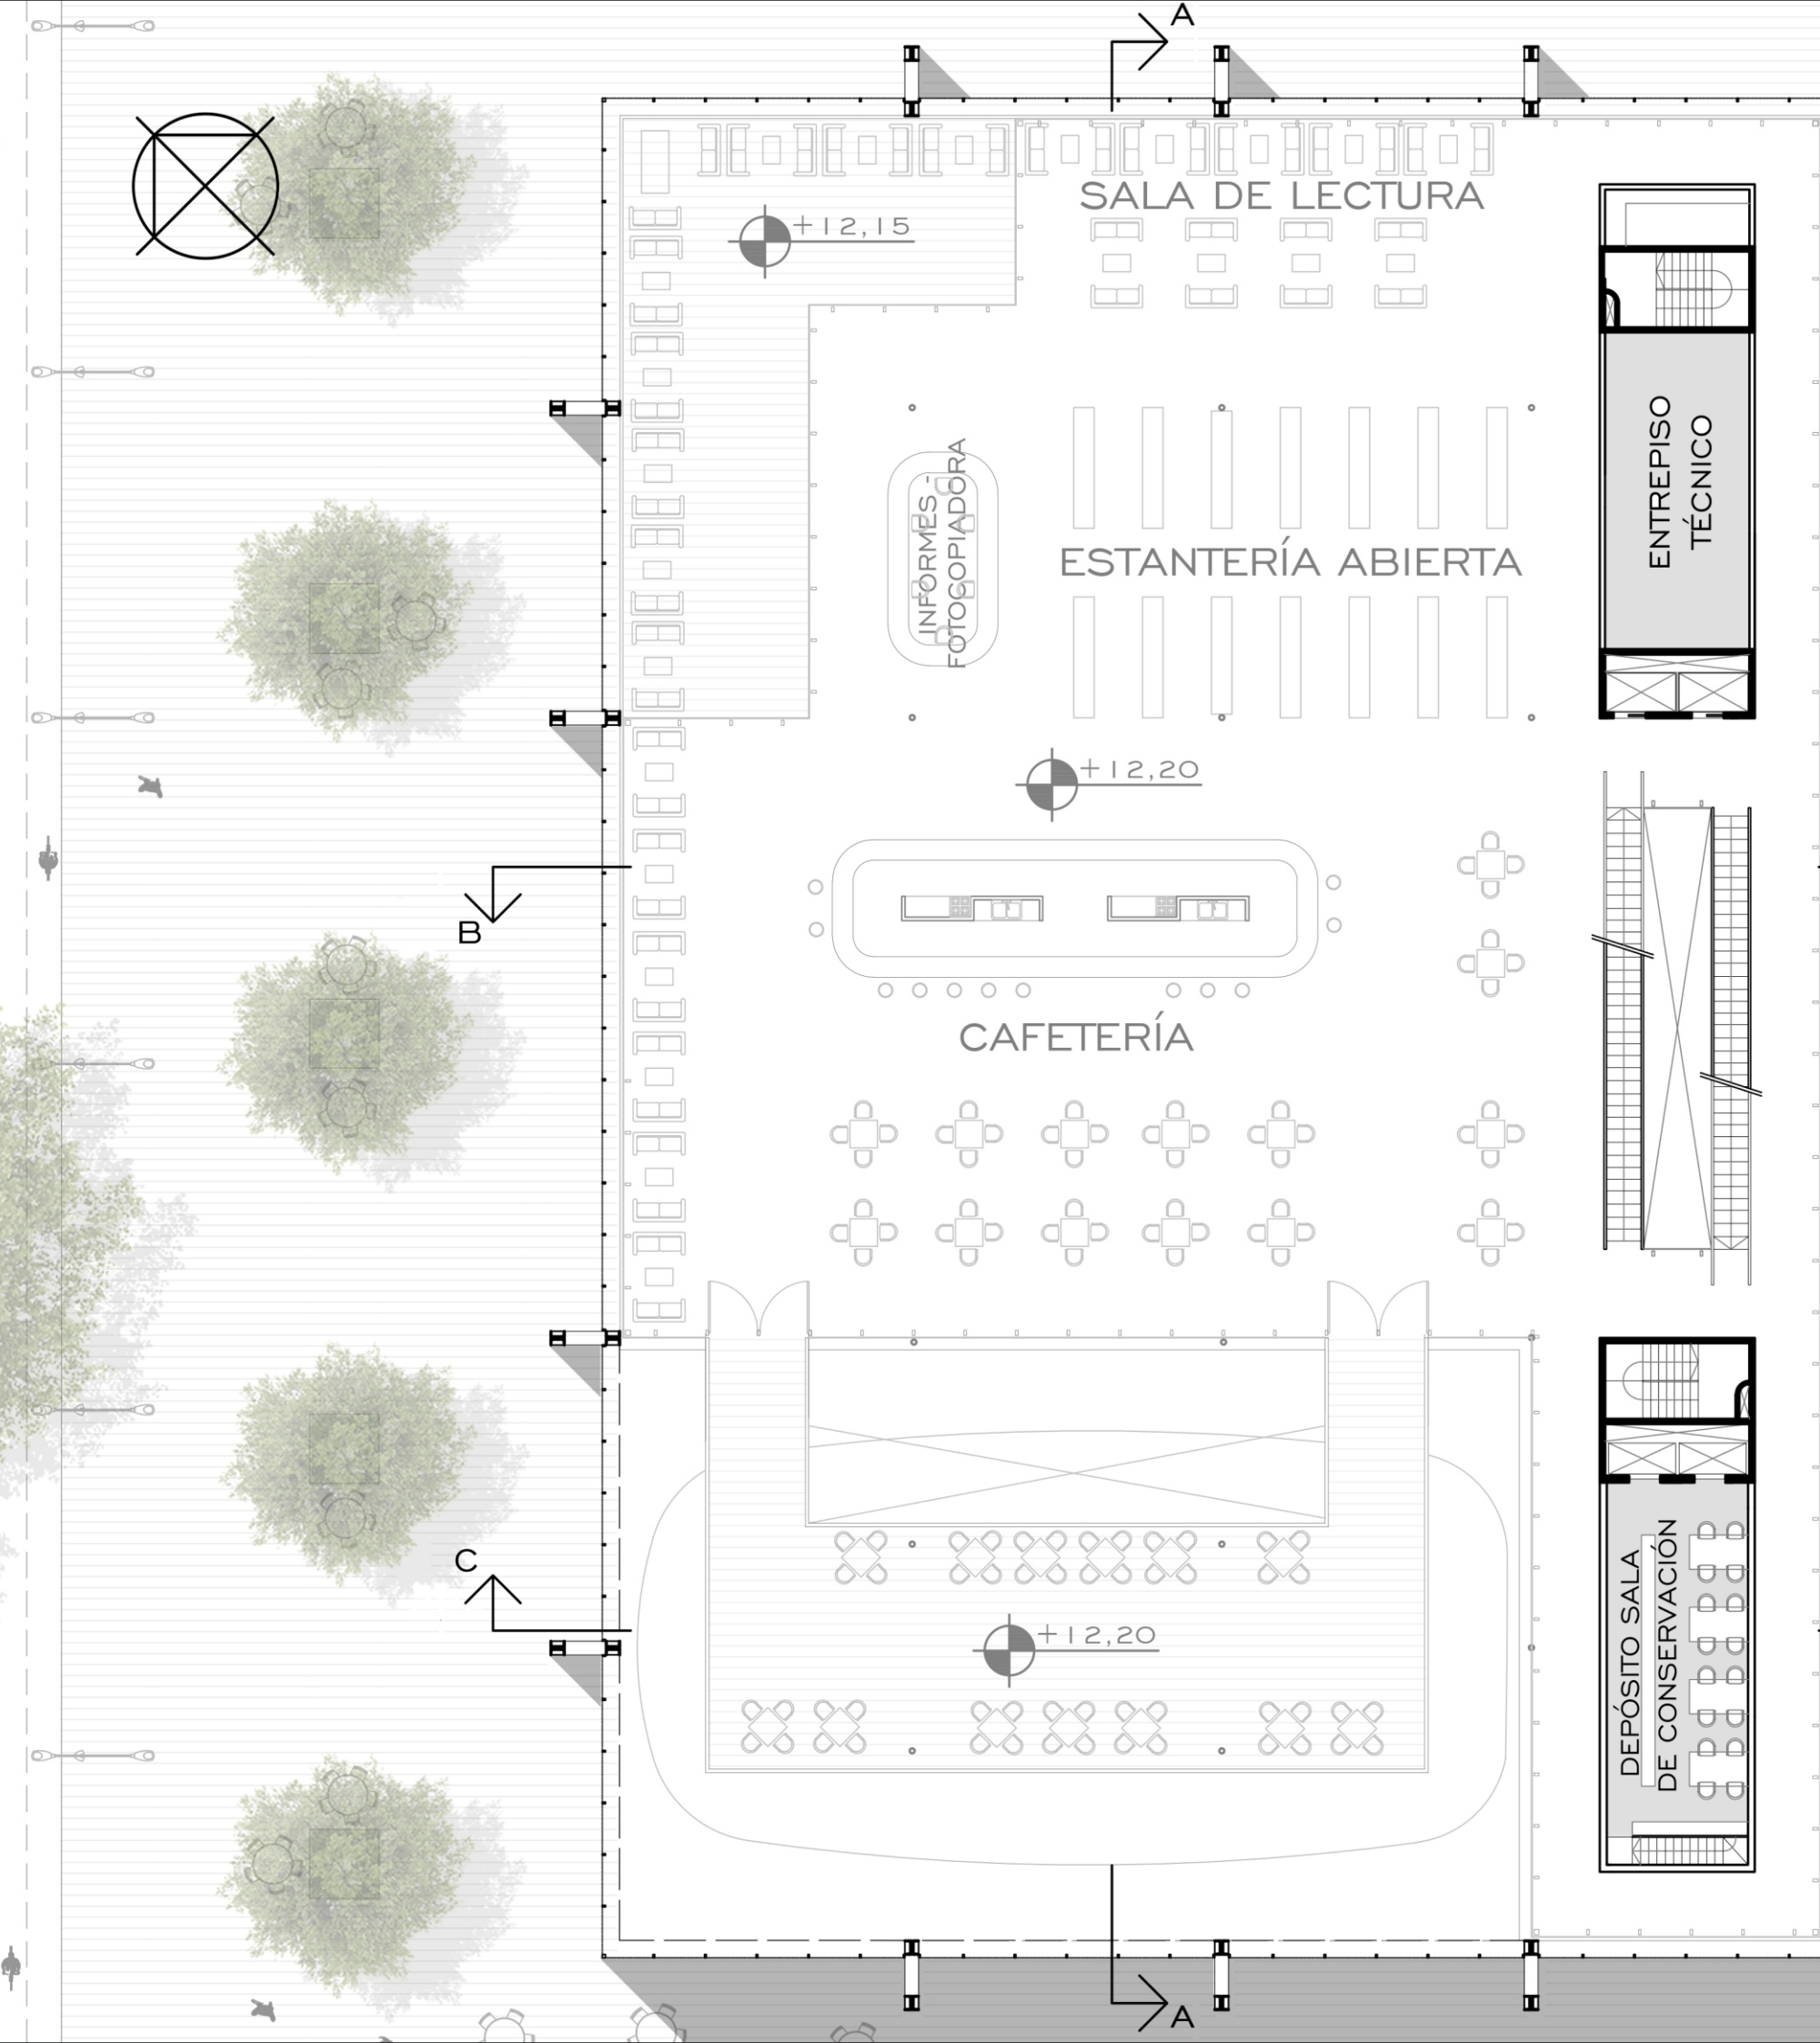 A
SALA DE LECTURA
+12,15
ENTREPISO
TÉCNICO
INFORMES -
FOTOCOPIADORA
ESTANTERÍA ABIERTA
+12,20
B
CAFETERÍA
C
+12,20
DEPÓSITO SALA
DE CONSERVACIÓN
A